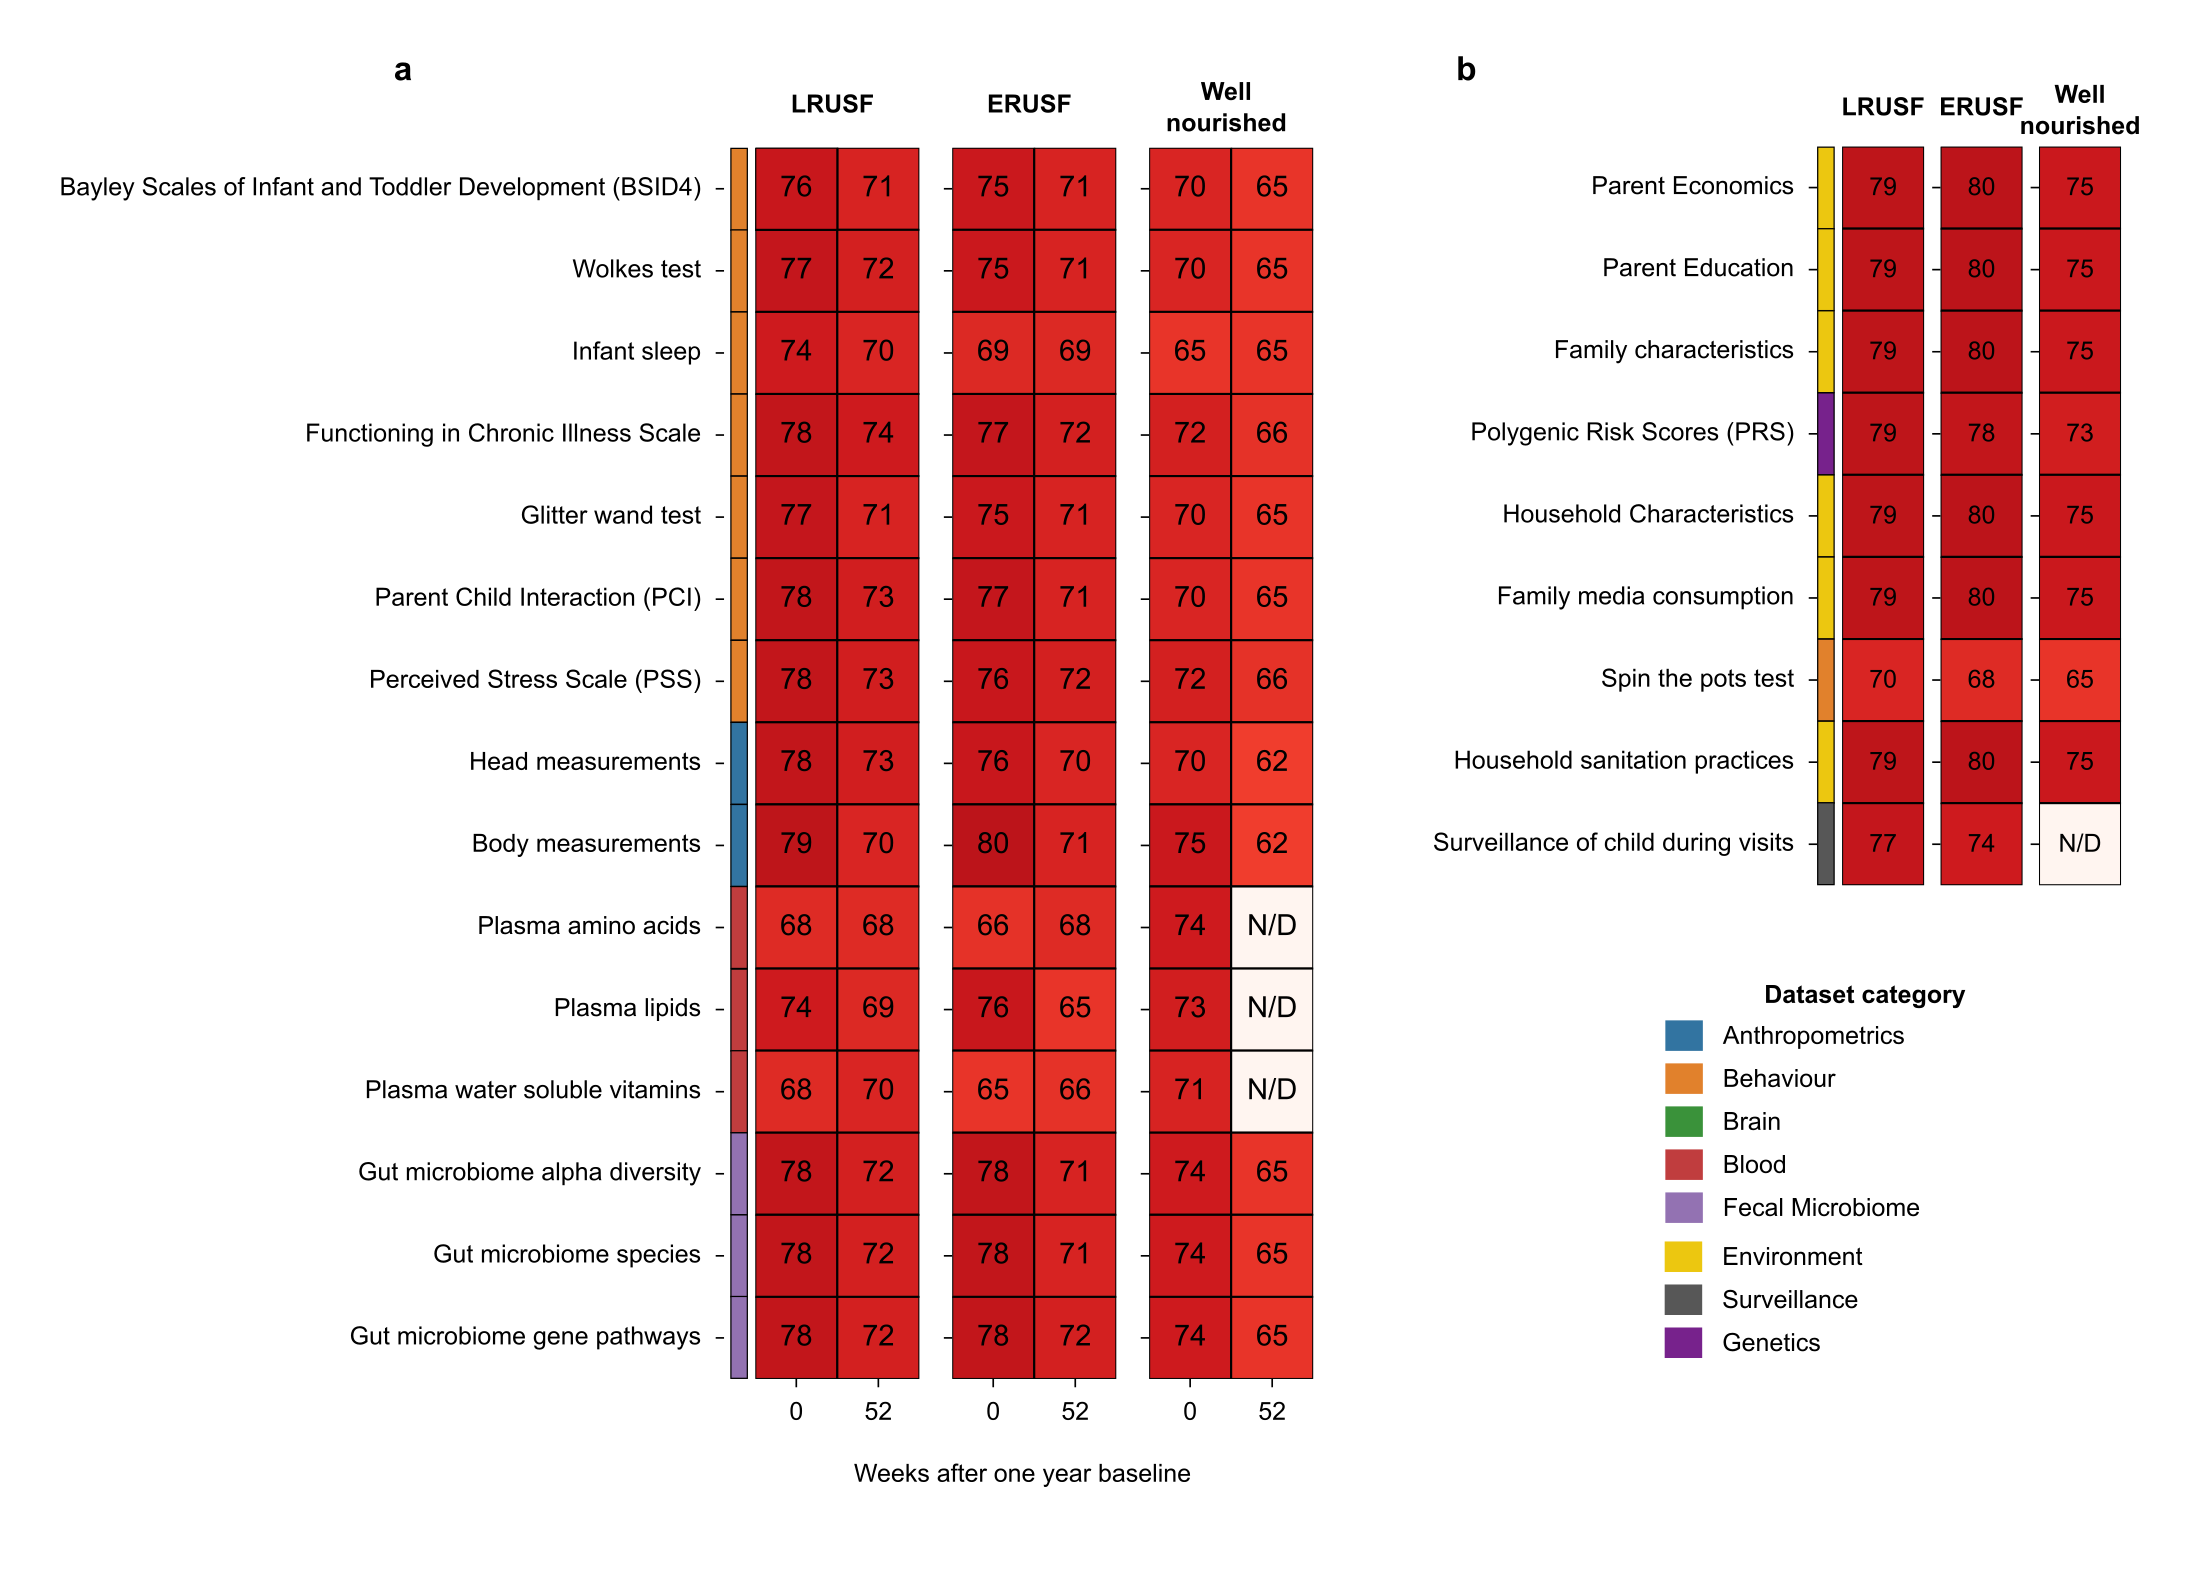 a
LRUSF ERUSF Well
nourished
Bayley Scales of Infant and Toddler Development (BSID4) 76 71 75 71 70 65
Wolkes test 77 72 75 71 70 65
Infant sleep 74 70 69 69 65 65
Functioning in Chronic Illness Scale 78 74 77 72 72 66
Glitter wand test 77 71 75 71 70 65
Parent Child Interaction (PCI) 78 73 77 71 70 65
Perceived Stress Scale (PSS) 78 73 76 72 72 66
Head measurements 78 73 76 70 70 62
Body measurements 79 70 80 71 75 62
Plasma amino acids 68 68 66 68 74 N/D
Plasma lipids 74 69 76 65 73 N/D
Plasma water soluble vitamins 68 70 65 66 71 N/D
Gut microbiome alpha diversity 78 72 78 71 74 65
Gut microbiome species 78 72 78 71 74 65
Gut microbiome gene pathways 78 72 78 72 74 65
0 52 0 52 0 52
Weeks after one year baseline
b
LRUSF ERUSF Well
nourished
Parent Economics 79 80 75
Parent Education 79 80 75
Family characteristics 79 80 75
Polygenic Risk Scores (PRS) 79 78 73
Household Characteristics 79 80 75
Family media consumption 79 80 75
Spin the pots test 70 68 65
Household sanitation practices 79 80 75
Surveillance of child during visits 77 74 N/D
Dataset category
Anthropometrics
Behaviour
Brain
Blood
Fecal Microbiome
Environment
Surveillance
Genetics